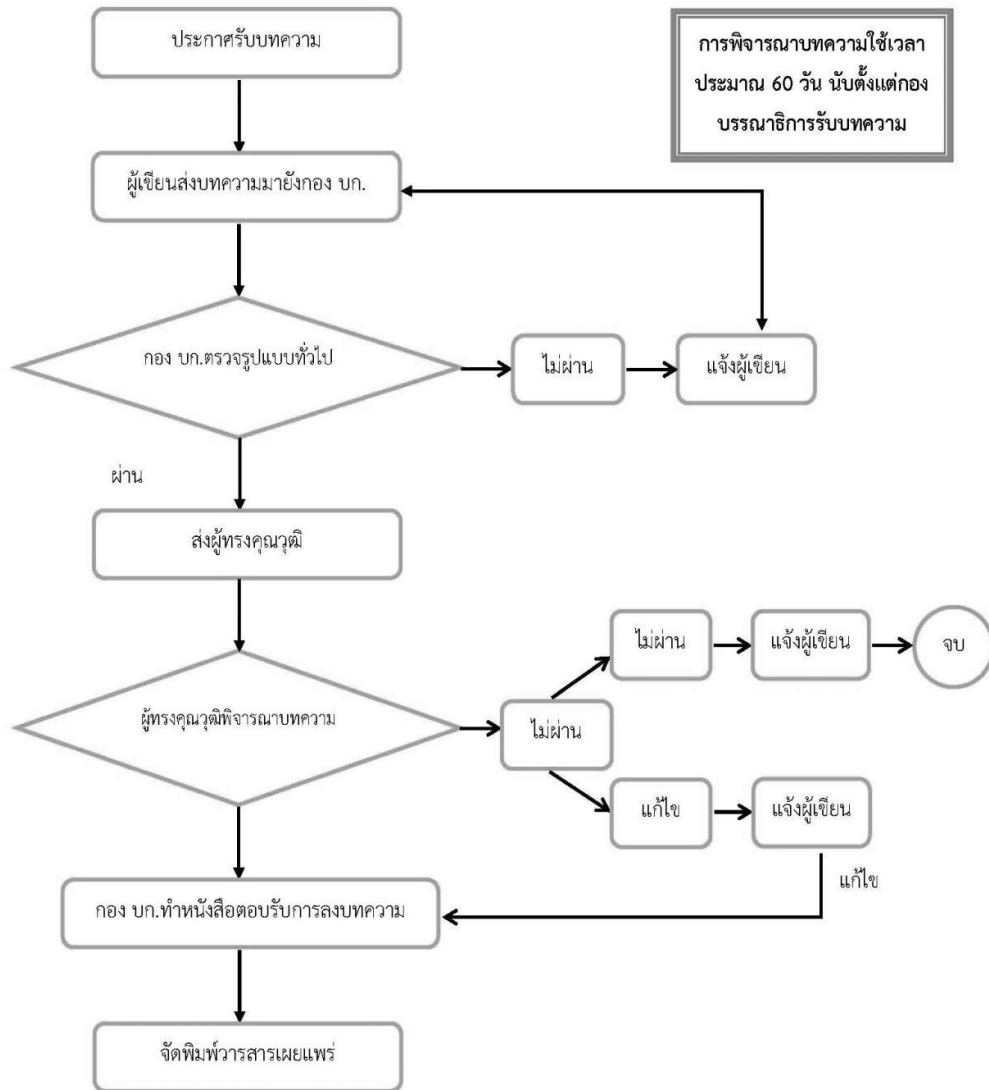 ประกาศรับบทความ
การพิจารณาบทความใช้เวลา
ประมาณ 60 วัน นับตั้งแต่กอง
บรรณาธิการรับบทความ
ผู้เขียนส่งบทความมายังกอง บก.
กอง บก.ตรวจรูปแบบทั่วไป
ไม่ผ่าน
แจ้งผู้เขียน
ผ่าน
ส่งผู้ทรงคุณวุฒิ
ผู้ทรงคุณวุฒิพิจารณาบทความ
ไม่ผ่าน
ไม่ผ่าน
แจ้งผู้เขียน
จบ
แก้ไข
แจ้งผู้เขียน
แก้ไข
กอง บก.ทำหนังสือตอบรับการลงบทความ
จัดพิมพ์วารสารเผยแพร่